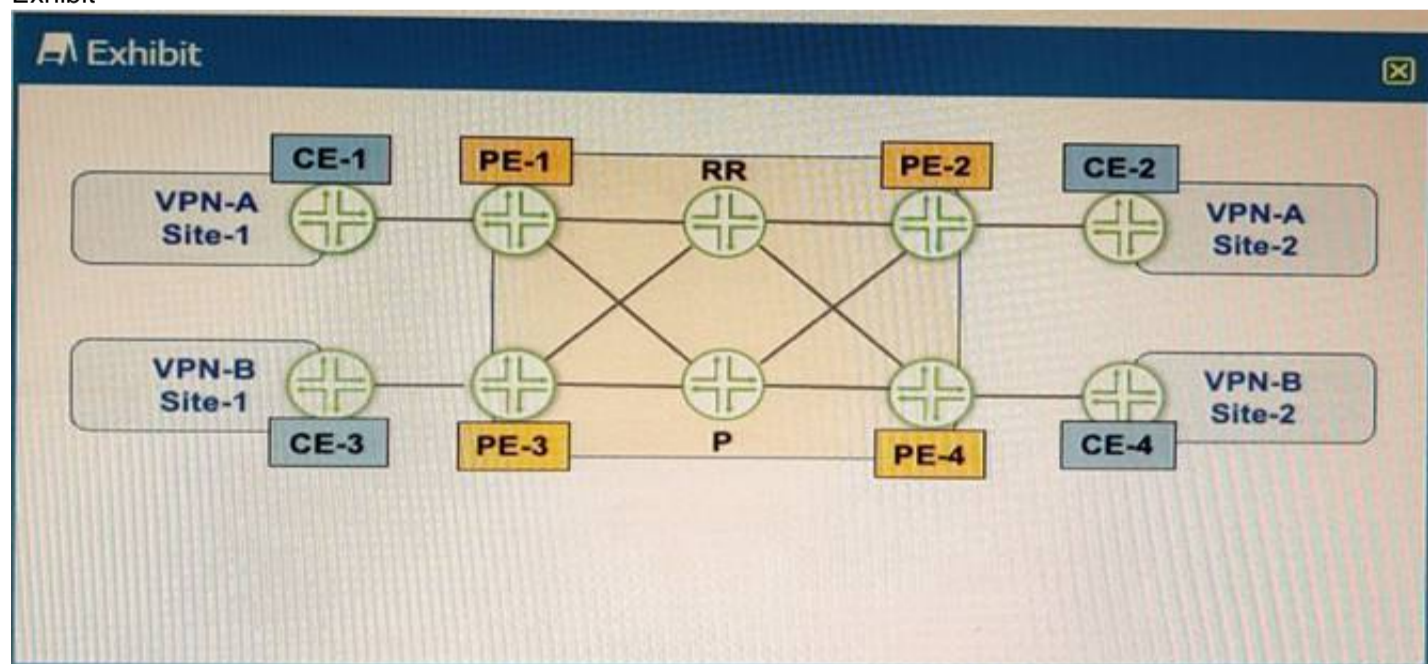 Exhibit
CE-1
PE-1
RR
PE-2
CE-2
VPN-A
Site-1
VPN-A
Site-2
VPN-B
Site-1
VPN-B
Site-2
CE-3
PE-3
P
PE-4
CE-4